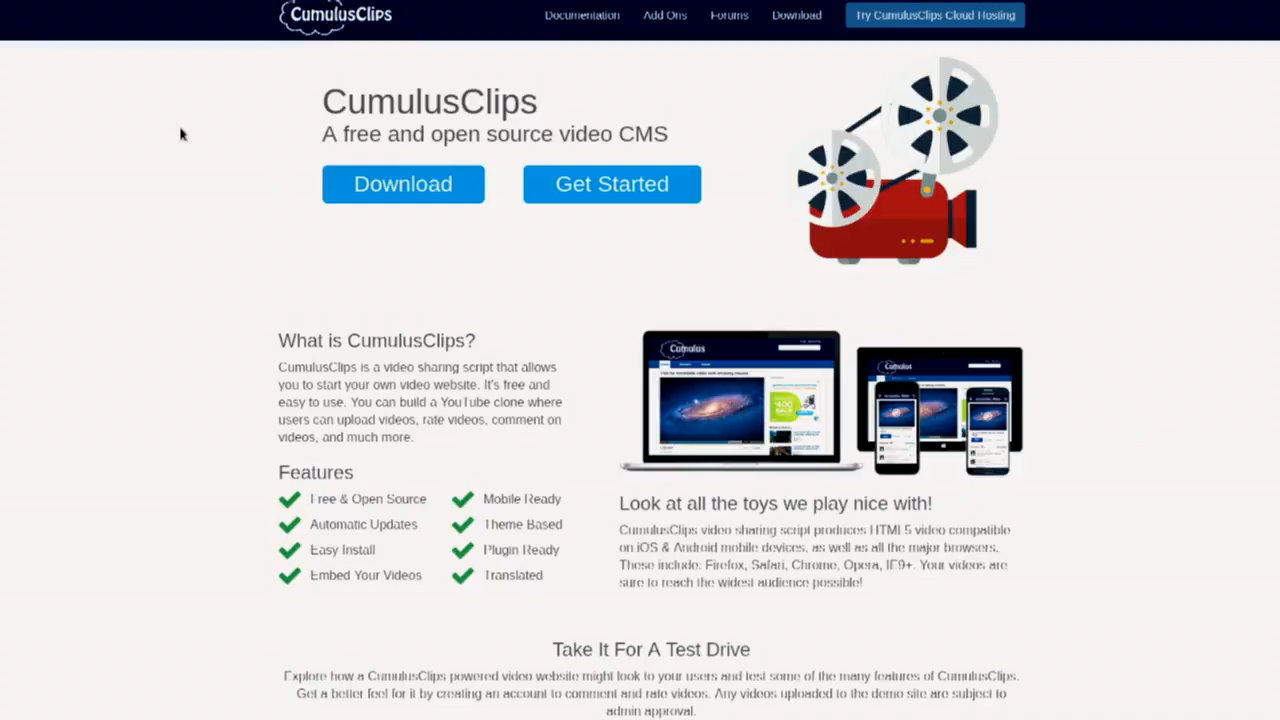 CumulusClips
Documentation
Add Ons
Forums
Download
Try CumulusClips Cloud Hosting
CumulusClips
A free and open source video CMS
Download
Get Started
What is CumulusClips?
CumulusClips is a video sharing script that allows
you to start your own video website. It's free and
easy to use. You can build a YouTube clone where
users can upload videos, rate videos, comment on
videos, and much more.
Features
Free & Open Source
Mobile Ready
Automatic Updates
Theme Based
Easy Install
Plugin Ready
Embed Your Videos
Translated
Cumulus
Cumulus
Look at all the toys we play nice with!
CumulusClips video sharing script produces HTML5 video compatible
on iOS & Android mobile devices, as well as all the major browsers.
These include: Firefox, Safari, Chrome, Opera, IE9+. Your videos are
sure to reach the widest audience possible!
Take It For A Test Drive
Explore how a CumulusClips powered video website might look to your users and test some of the many features of CumulusClips.
Get a better feel for it by creating an account to comment and rate videos. Any videos uploaded to the demo site are subject to
admin approval.